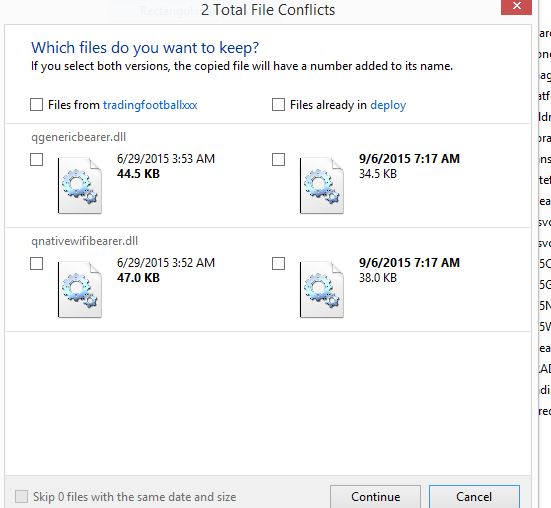 2 Total File Conflicts
Which files do you want to keep?
If you select both versions, the copied file will have a number added to its name.
Files from tradingfootballxxx
Files already in deploy
qgenericbearer.dll
6/29/2015 3:53 AM
44.5 KB
9/6/2015 7:17 AM
34.5 KB
qnativewifibearer.dll
6/29/2015 3:52 AM
47.0 KB
9/6/2015 7:17 AM
38.0 KB
Skip 0 files with the same date and size
Continue
Cancel